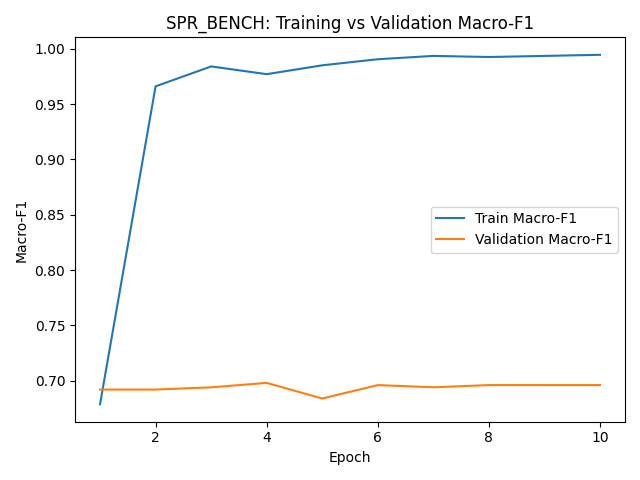 SPR_BENCH: Training vs Validation Macro-F1
1.00
0.95
0.90
0.85
0.80
0.75
0.70
Macro-F1
Train Macro-F1
Validation Macro-F1
2
4
6
8
10
Epoch